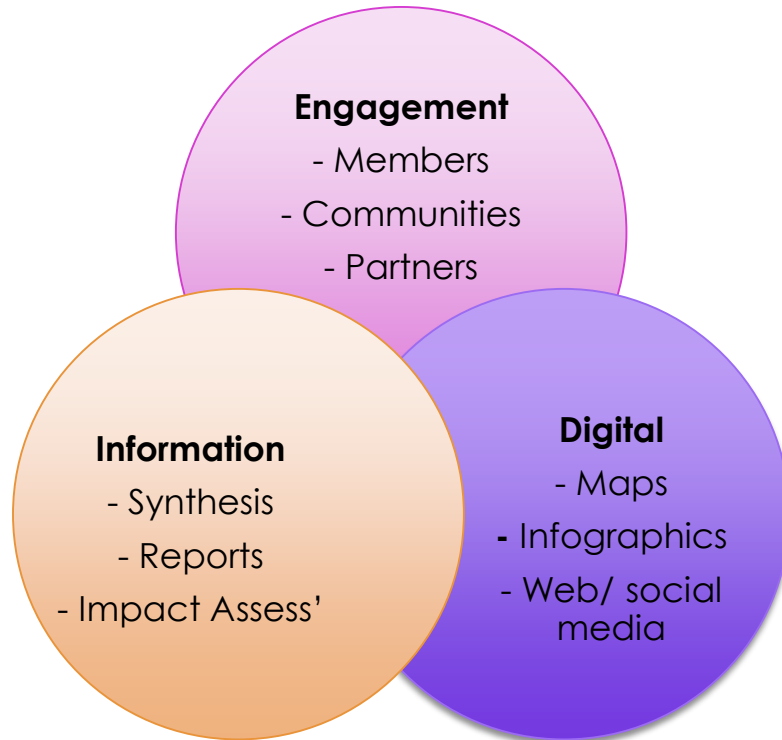 Engagement
- Members
- Communities
- Partners
Information
- Synthesis
- Reports
- Impact Assess’
Digital
- Maps
- Infographics
- Web/ social
media